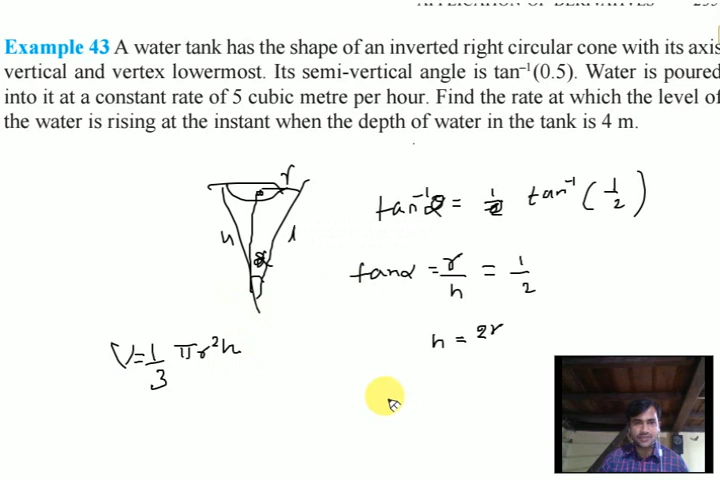 Example 43 A water tank has the shape of an inverted right circular cone with its axis
vertical and vertex lowermost. Its semi-vertical angle is tan⁻¹(0.5). Water is poured
into it at a constant rate of 5 cubic metre per hour. Find the rate at which the level of
the water is rising at the instant when the depth of water in the tank is 4 m.
r
h l
α
tan⁻¹ = 1/2 tan⁻¹ (1/2)
tanα = r/h = 1/2
h = 2r
V = 1/3 πr²h